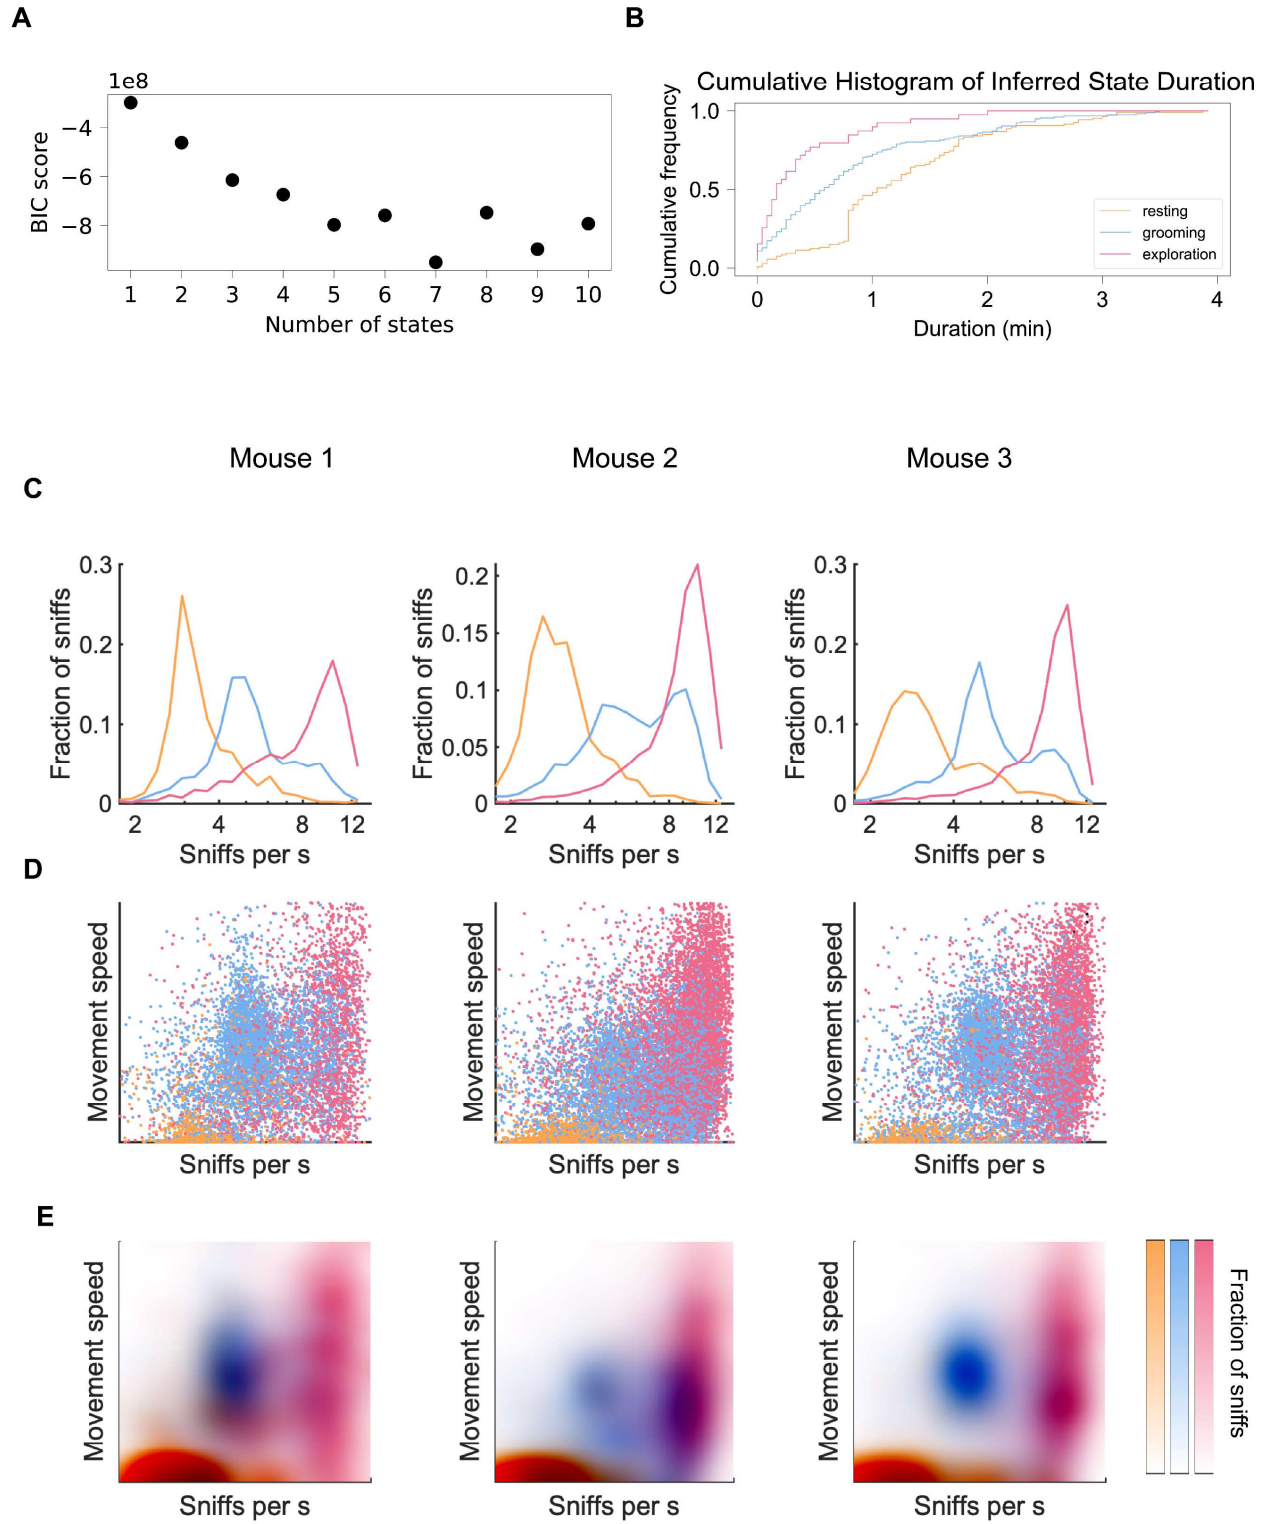 A
B
1e8
−4
−6
−8
BIC score
1 2 3 4 5 6 7 8 9 10
Number of states
Cumulative Histogram of Inferred State Duration
Cumulative frequency
1.0
0.5
0.0
resting
grooming
exploration
0 1 2 3 4
Duration (min)
Mouse 1
Mouse 2
Mouse 3
C
Fraction of sniffs
0.3
0.2
0.1
0
2 4 8 12
Sniffs per s
Fraction of sniffs
0.2
0.15
0.1
0.05
0
2 4 8 12
Sniffs per s
Fraction of sniffs
0.3
0.2
0.1
0
2 4 8 12
Sniffs per s
D
Movement speed
Sniffs per s
Movement speed
Sniffs per s
Movement speed
Sniffs per s
E
Movement speed
Sniffs per s
Movement speed
Sniffs per s
Movement speed
Sniffs per s
Fraction of sniffs